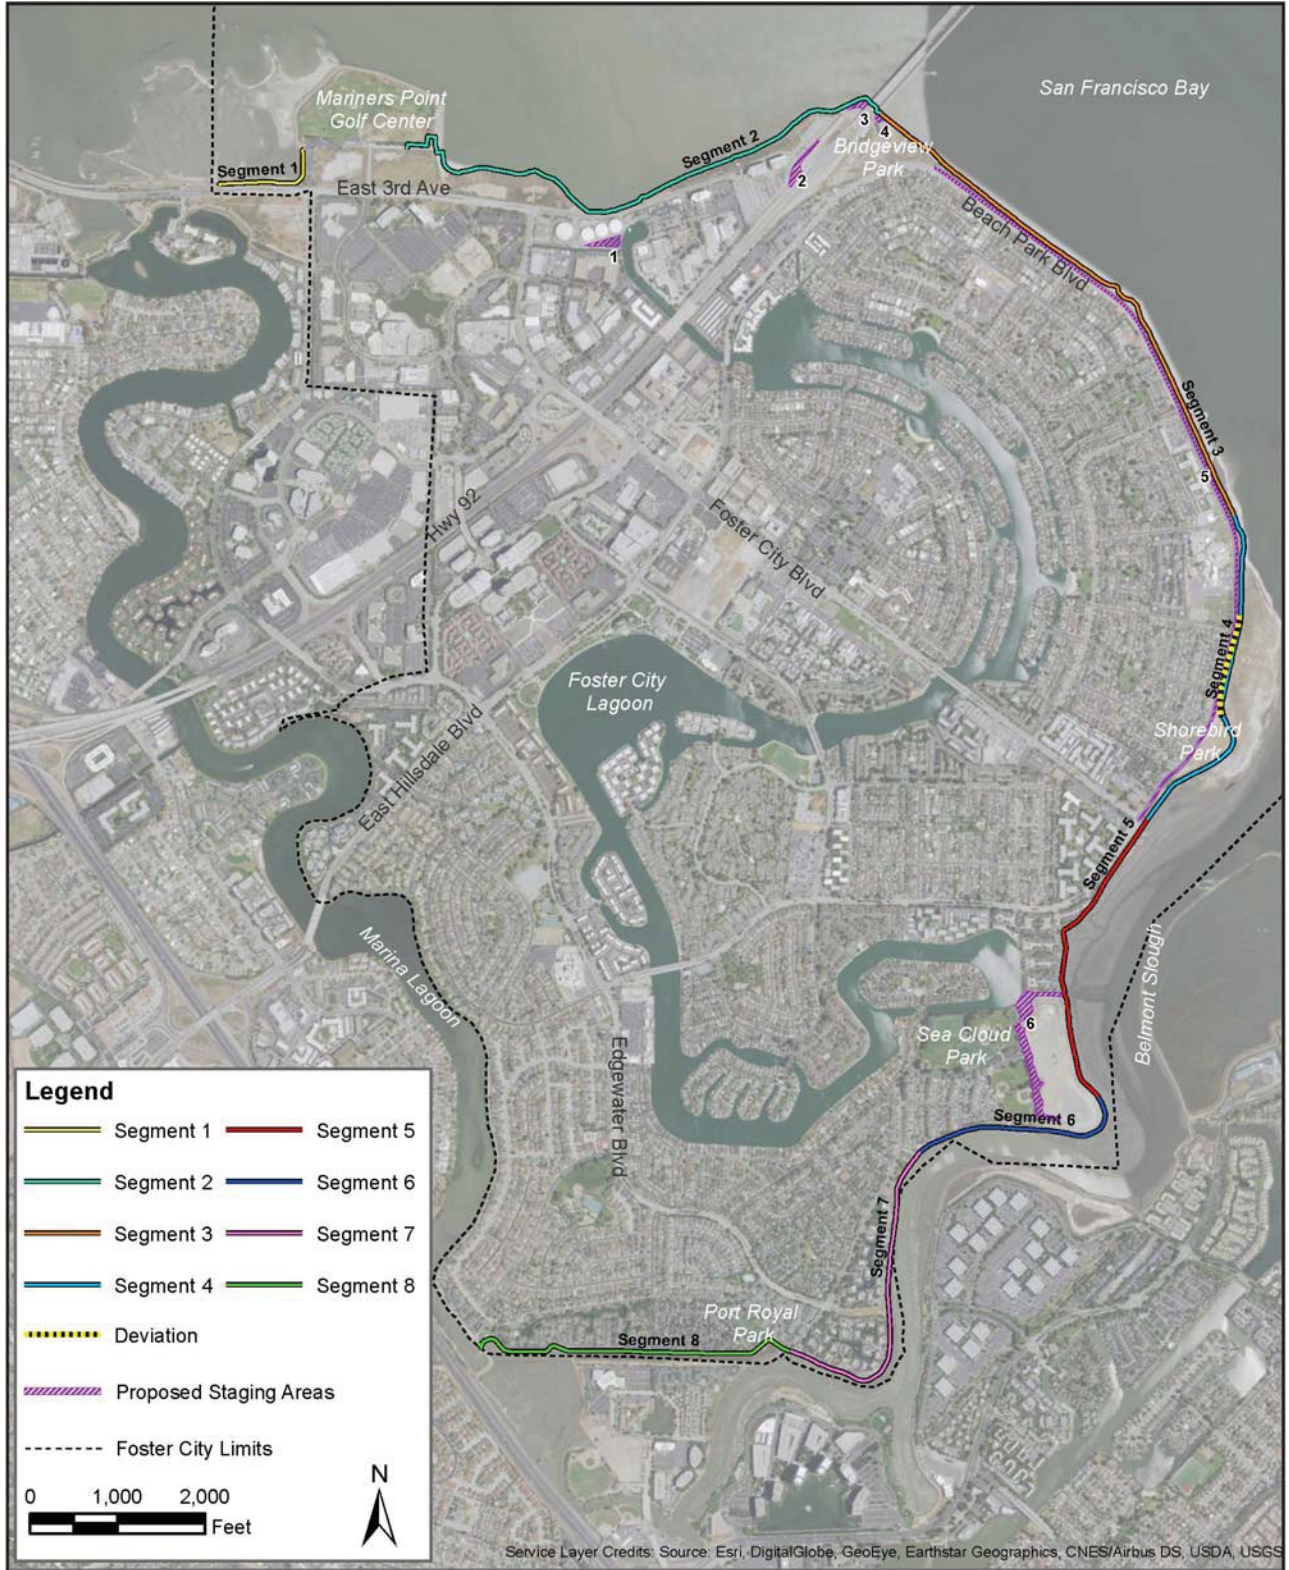 San Francisco Bay
Mariners Point
Golf Center
Segment 1
Segment 2
3
4
Bridgeview
Park
2
East 3rd Ave
1
Beach Park Blvd
Segment 3
5
Hwy 92
Foster City Blvd
Segment 4
Foster City
Lagoon
East Hillsdale Blvd
Shorebird
Park
Segment 5
Marina Lagoon
Belmont Slough
6
Sea Cloud
Park
Edgewater Blvd
Segment 6
Segment 7
Port Royal
Park
Segment 8
Legend
Segment 1
Segment 5
Segment 2
Segment 6
Segment 3
Segment 7
Segment 4
Segment 8
Deviation
Proposed Staging Areas
Foster City Limits
N
0 1,000 2,000
Feet
Service Layer Credits: Source: Esri, DigitalGlobe, GeoEye, Earthstar Geographics, CNES/Airbus DS, USDA, USGS